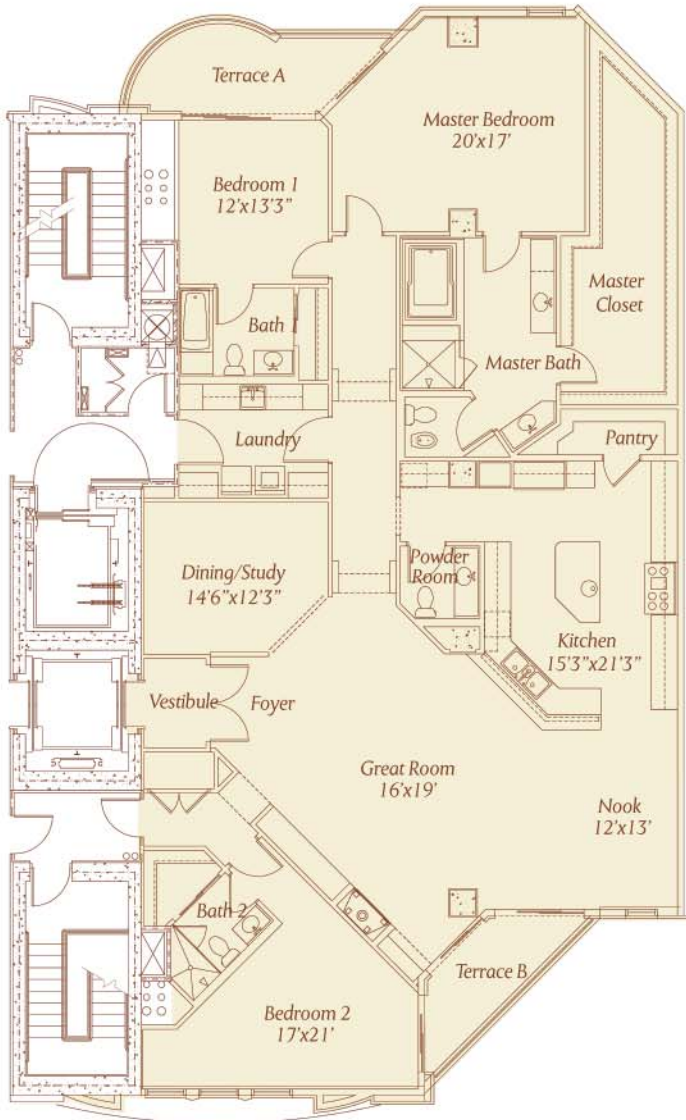 Terrace A
Master Bedroom
20'x17'
Bedroom 1
12'x13'3"
Master
Closet
Bath 1
Master Bath
Laundry
Pantry
Powder
Room
Dining/Study
14'6"x12'3"
Kitchen
15'3"x21'3"
Vestibule
Foyer
Great Room
16'x19'
Nook
12'x13'
Bath 2
Terrace B
Bedroom 2
17'x21'